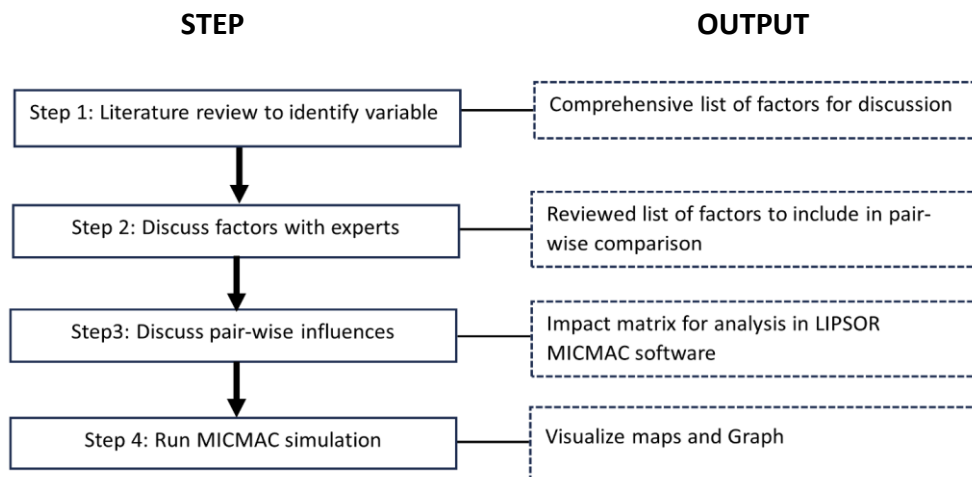 STEP
OUTPUT
Step 1: Literature review to identify variable
Comprehensive list of factors for discussion
Step 2: Discuss factors with experts
Reviewed list of factors to include in pair-
wise comparison
Step3: Discuss pair-wise influences
Impact matrix for analysis in LIPSOR
MICMAC software
Step 4: Run MICMAC simulation
Visualize maps and Graph